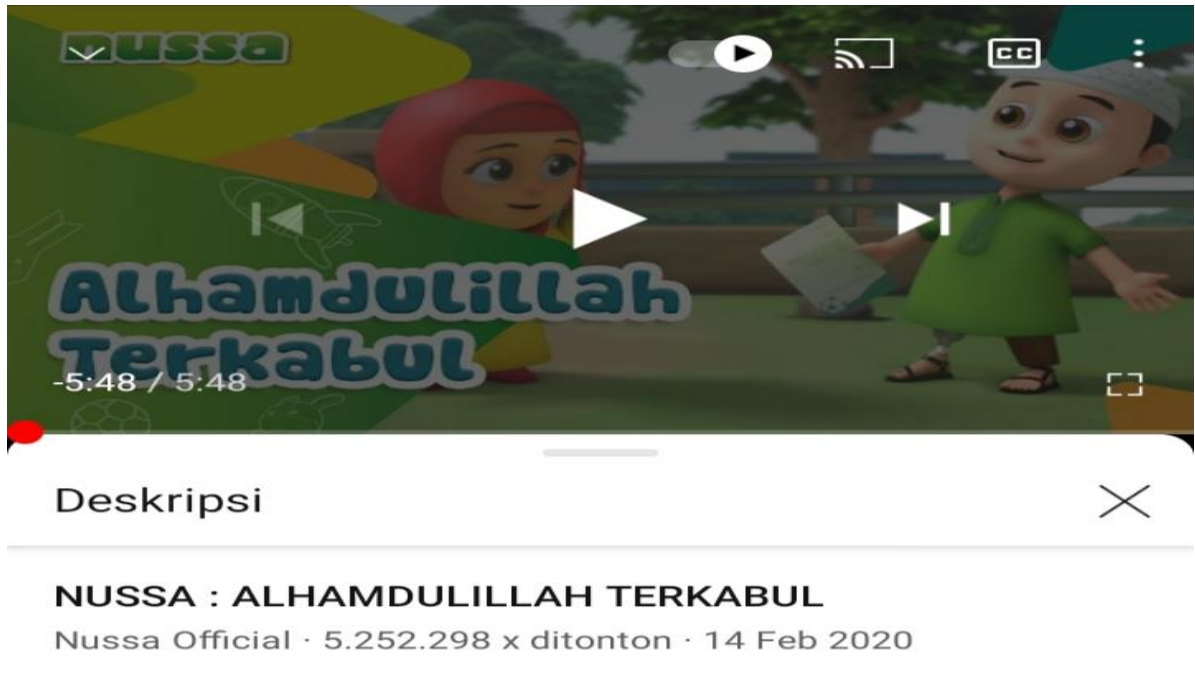 nussa
CC
Alhamdulillah
Terkabul
-5:48 / 5:48
Deskripsi
NUSSA : ALHAMDULILLAH TERKABUL
Nussa Official · 5.252.298 x ditonton · 14 Feb 2020